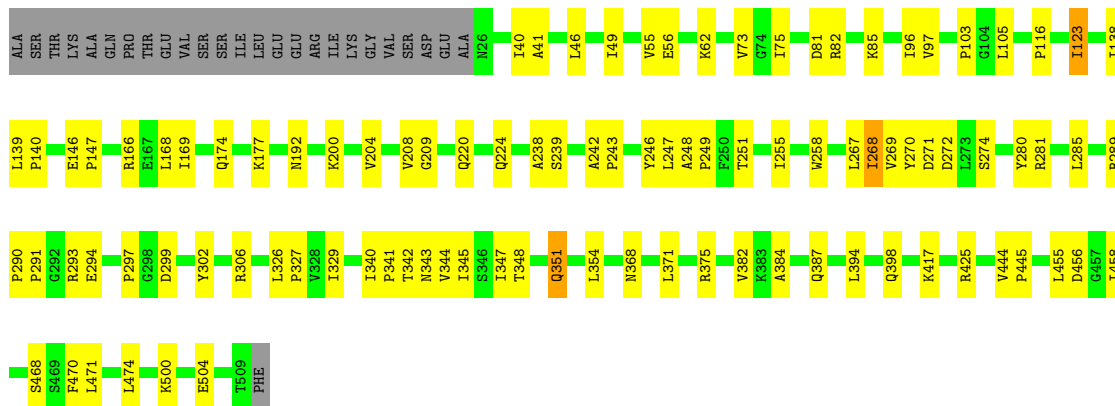 ALA SER THR LYS ALA GLN PRO THR GLU VAL SER SER ILE LEU GLU GLU ARG ILE LYS GLY VAL SER ASP GLU ALA N26 I40 A41 L46 I49 V55 E56 K62 V73 G74 I75 D81 R82 K85 I96 V97 P103 G104 L105 P116 I123
L139 P140 E146 P147 R166 E167 L168 I169 Q174 K177 N192 K200 V204 V208 G209 Q220 Q224 A238 S239 A242 P243 Y246 L247 A248 P249 F250 T251 I255 W258 L267 I268 V269 Y270 D271 D272 L273 S274 Y280 R281 L285
P290 P291 G292 R293 E294 P297 G298 D299 Y302 R306 L326 P327 V328 I329 I340 P341 T342 N343 V344 I345 S346 I347 T348 Q351 L354 N368 L371 R375 V382 K383 A384 Q387 L394 Q398 K417 R425 V444 P445 L455 D456 G457
S468 S469 F470 L471 L474 K500 E504 T509 PHE